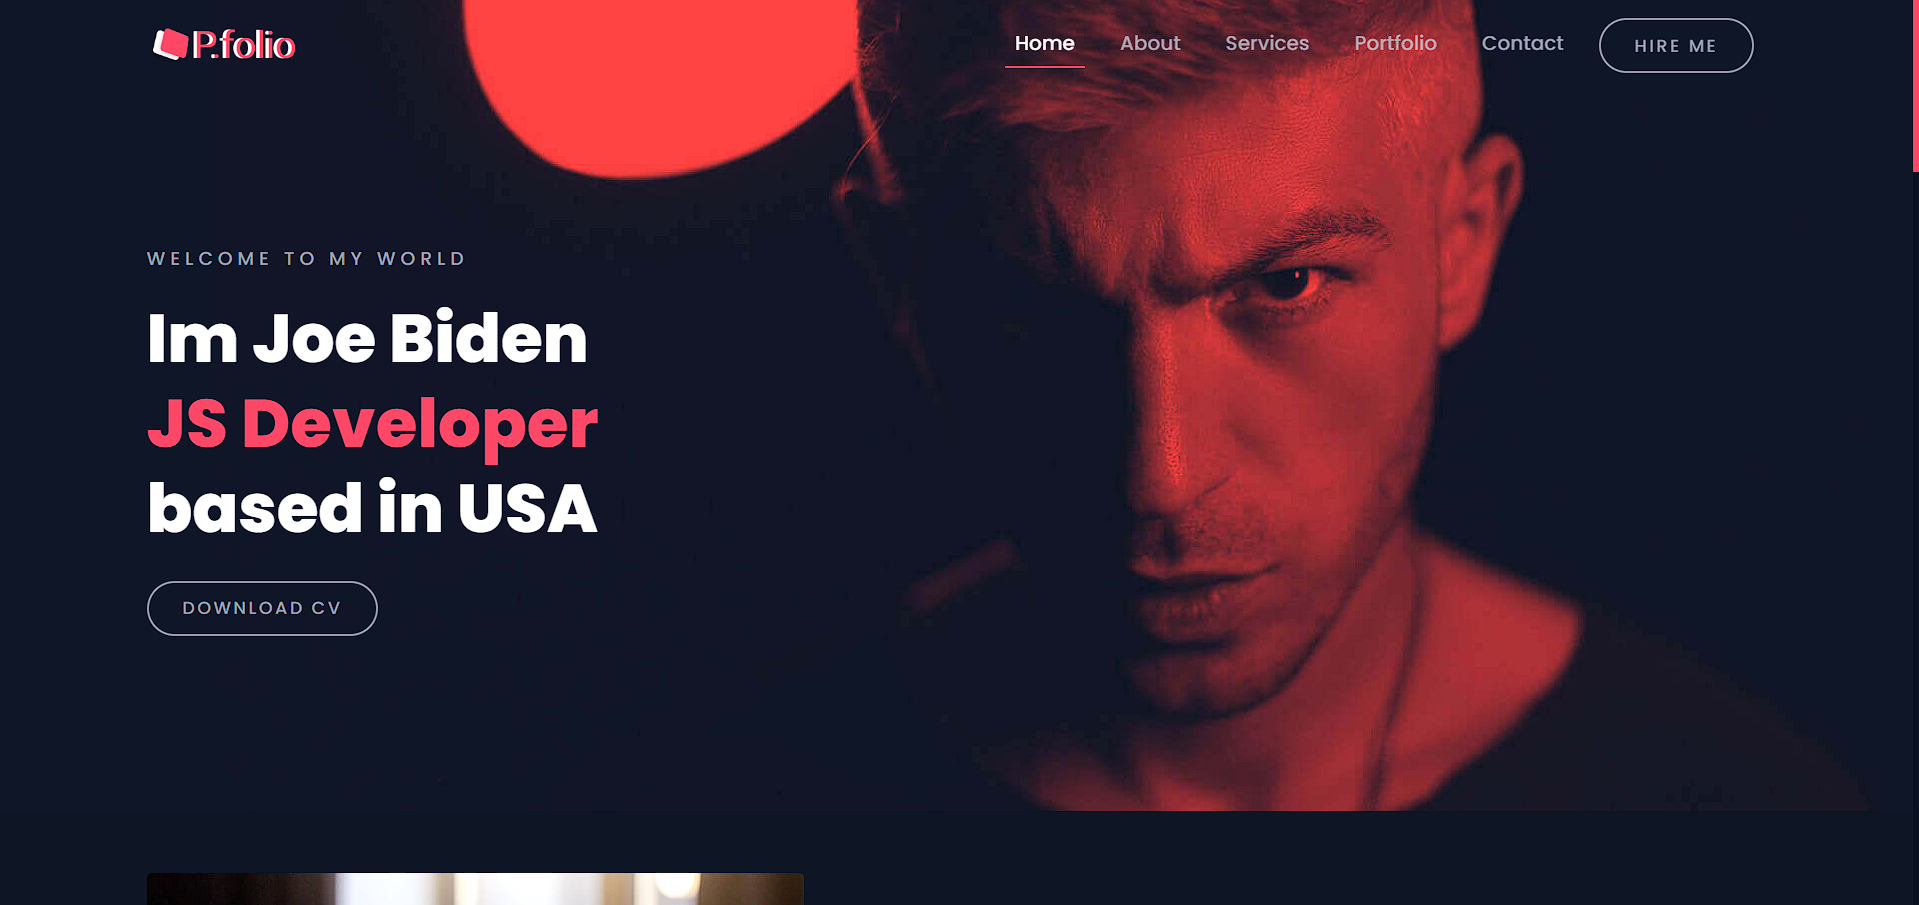 P.folio
Home About Services Portfolio Contact HIRE ME
WELCOME TO MY WORLD
Im Joe Biden
JS Developer
based in USA
DOWNLOAD CV